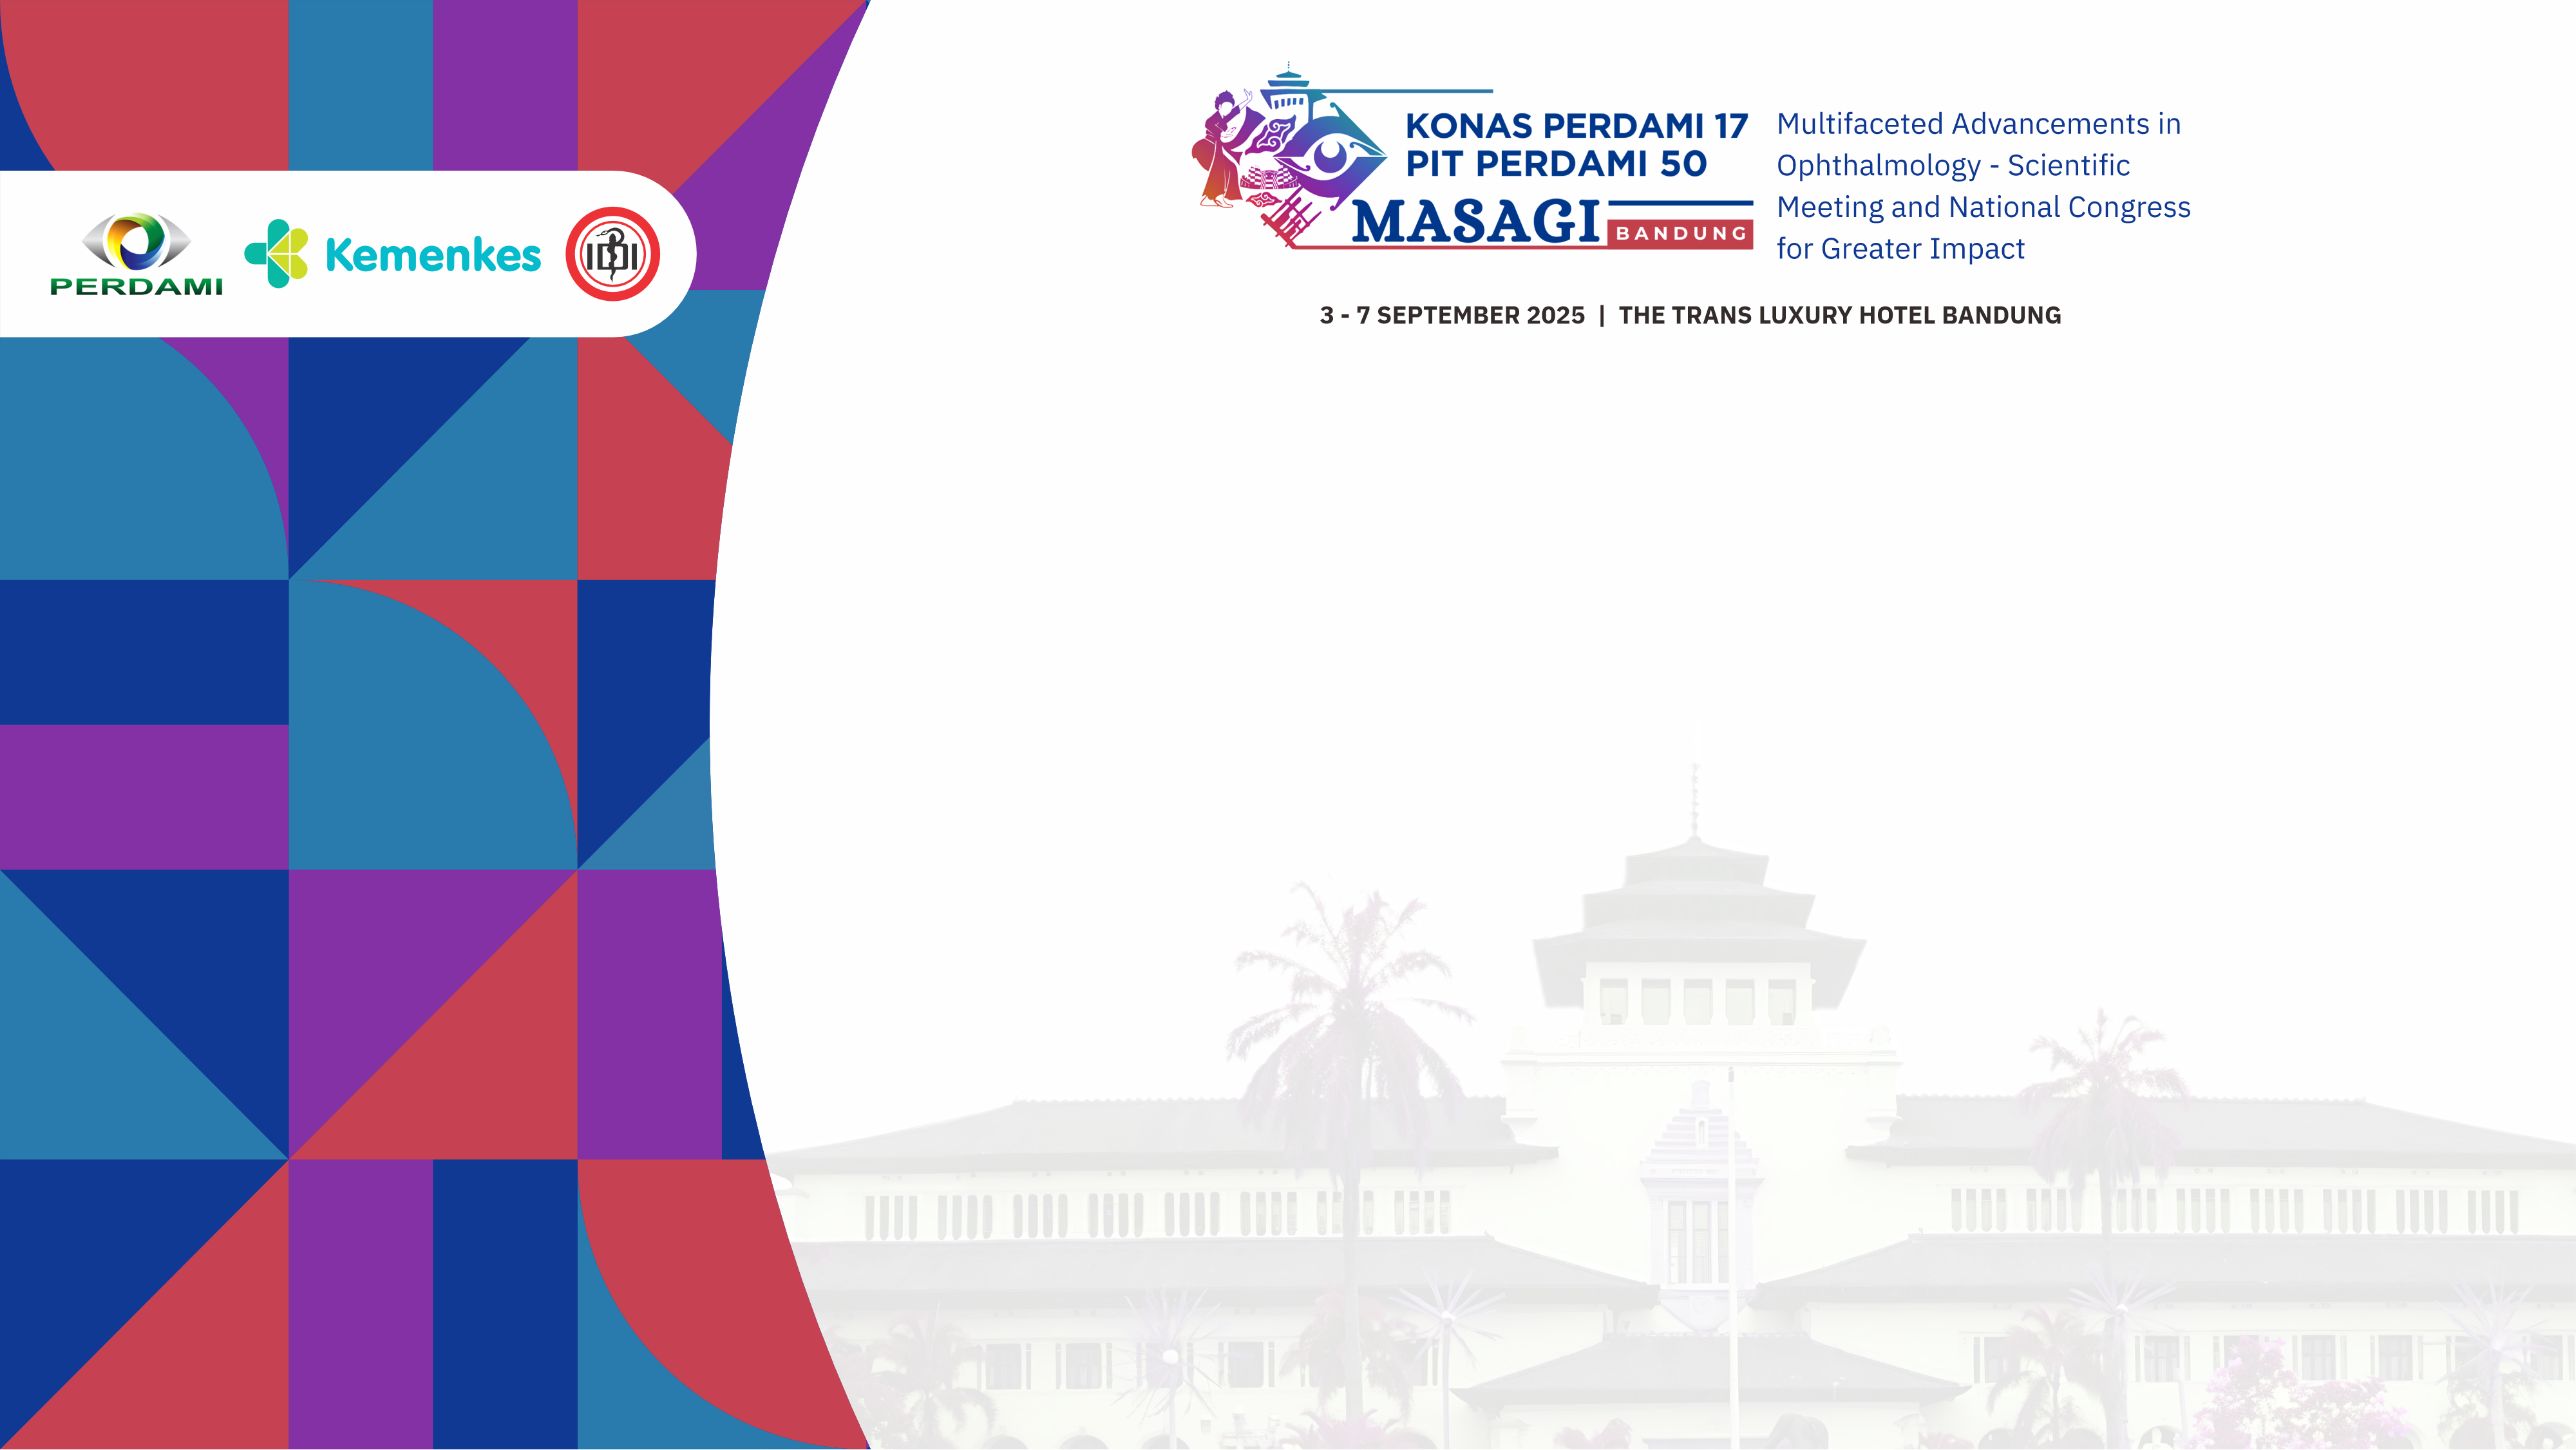 PERDAMI
Kemenkes
IDI
KONAS PERDAMI 17
PIT PERDAMI 50
MASAGI
BANDUNG
Multifaceted Advancements in
Ophthalmology - Scientific
Meeting and National Congress
for Greater Impact
3 - 7 SEPTEMBER 2025 | THE TRANS LUXURY HOTEL BANDUNG